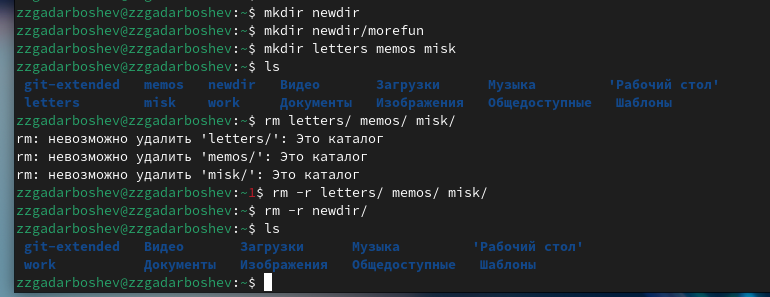 zzgadarboshev@zzgadarboshev:~$ mkdir newdir
zzgadarboshev@zzgadarboshev:~$ mkdir newdir/morefun
zzgadarboshev@zzgadarboshev:~$ mkdir letters memos misk
zzgadarboshev@zzgadarboshev:~$ ls
git-extended memos newdir Видео Загрузки Музыка 'Рабочий стол'
letters misk work Документы Изображения Общедоступные Шаблоны
zzgadarboshev@zzgadarboshev:~$ rm letters/ memos/ misk/
rm: невозможно удалить 'letters/': Это каталог
rm: невозможно удалить 'memos/': Это каталог
rm: невозможно удалить 'misk/': Это каталог
zzgadarboshev@zzgadarboshev:~1$ rm -r letters/ memos/ misk/
zzgadarboshev@zzgadarboshev:~$ rm -r newdir/
zzgadarboshev@zzgadarboshev:~$ ls
git-extended Видео Загрузки Музыка 'Рабочий стол'
work Документы Изображения Общедоступные Шаблоны
zzgadarboshev@zzgadarboshev:~$